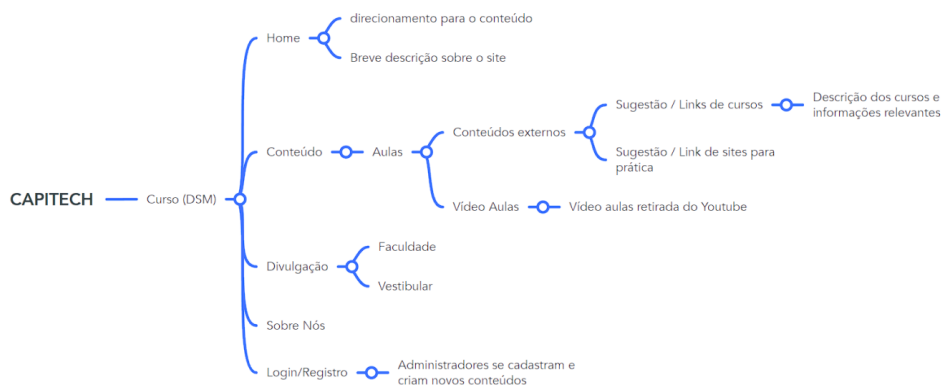 CAPITECH
Curso (DSM)
Home
direcionamento para o conteúdo
Breve descrição sobre o site
Conteúdo
Aulas
Conteúdos externos
Sugestão / Links de cursos
Descrição dos cursos e
informações relevantes
Sugestão / Link de sites para
prática
Vídeo Aulas
Vídeo aulas retirada do Youtube
Divulgação
Faculdade
Vestibular
Sobre Nós
Login/Registro
Administradores se cadastram e
criam novos conteúdos